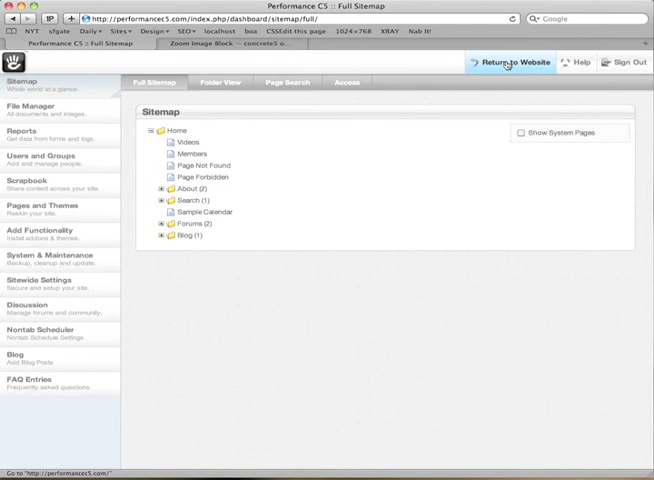 Performance C5 :: Full Sitemap
1P
+
http://performancec5.com/index.php/dashboard/sitemap/full/
Google
NYT sfgate Daily▾ Sites▾ Design▾ SEO▾ localhost boa CSSEdit this page 1024×768 XRAY Nab It!
Performance C5 :: Full Sitemap
Zoom Image Block — concrete5 o...
Return to Website
Help
Sign Out
Sitemap
Whole world at a glance.
File Manager
All documents and images.
Reports
Get data from forms and logs.
Users and Groups
Add and manage people.
Scrapbook
Share content across your site.
Pages and Themes
Reskin your site.
Add Functionality
Install addons & themes.
System & Maintenance
Backup, cleanup and update.
Sitewide Settings
Secure and setup your site.
Discussion
Manage forums and community.
Nontab Scheduler
Nontab Schedule Settings
Blog
Add Blog Posts.
FAQ Entries
Frequently asked questions.
Full Sitemap
Folder View
Page Search
Access
Sitemap
Home
Videos
Members
Page Not Found
Page Forbidden
About (2)
Search (1)
Sample Calendar
Forums (2)
Blog (1)
Show System Pages
Go to "http://performancec5.com/"